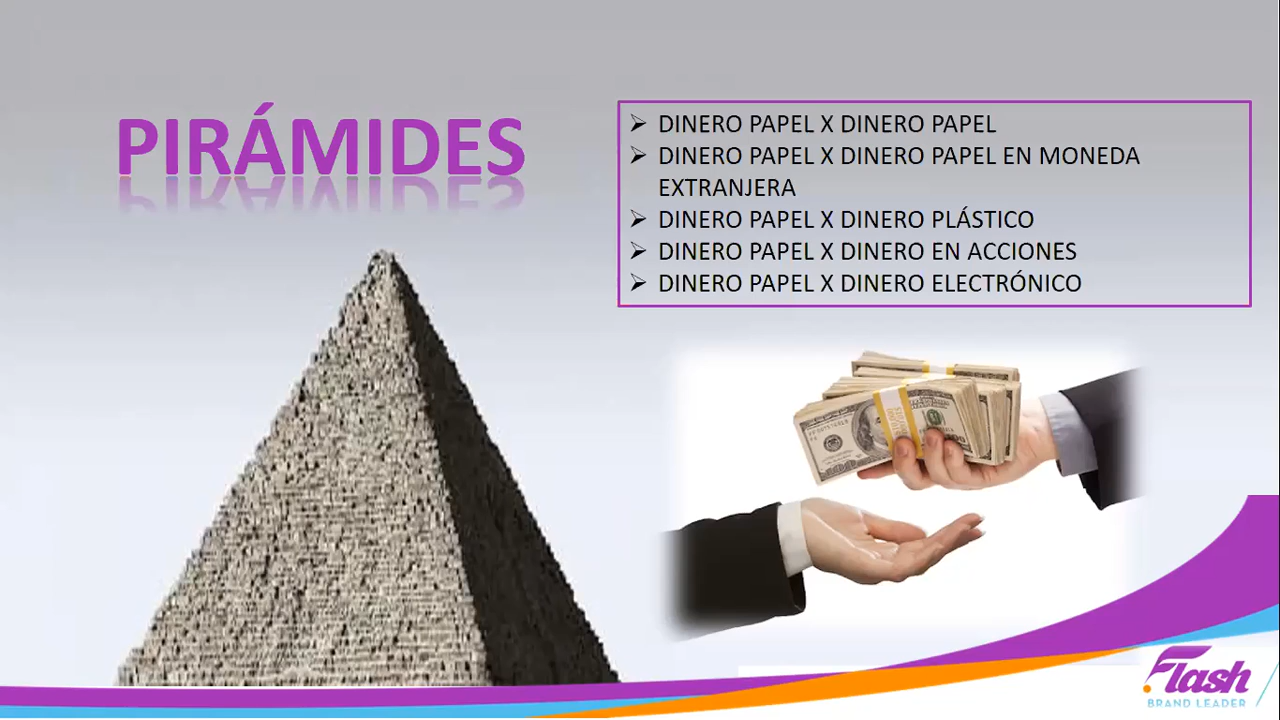 PIRÁMIDES
➢ DINERO PAPEL X DINERO PAPEL
➢ DINERO PAPEL X DINERO PAPEL EN MONEDA
EXTRANJERA
➢ DINERO PAPEL X DINERO PLÁSTICO
➢ DINERO PAPEL X DINERO EN ACCIONES
➢ DINERO PAPEL X DINERO ELECTRÓNICO
Flash
BRAND LEADER